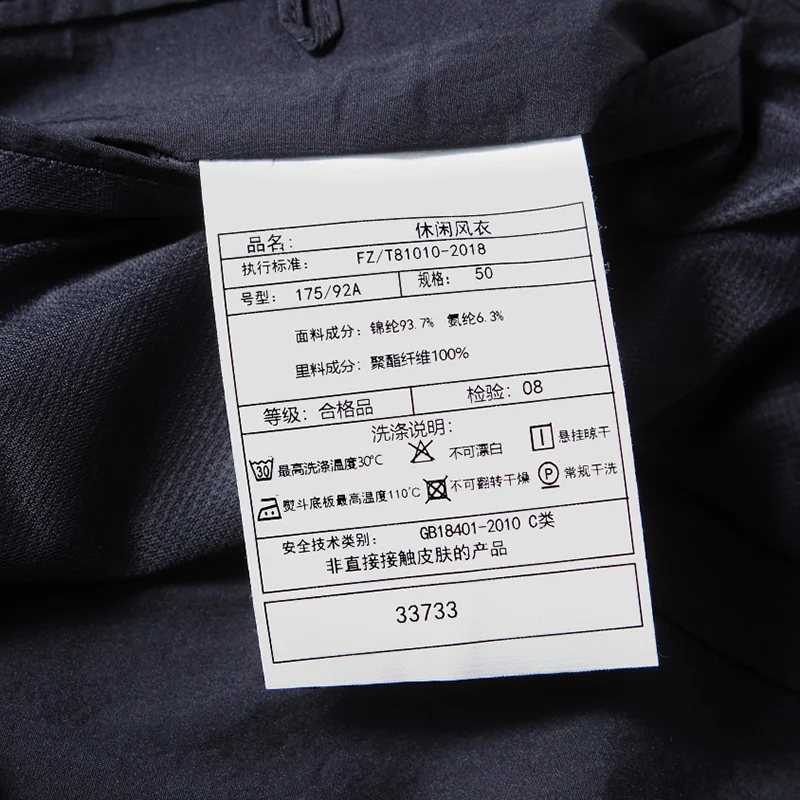 品名: 休闲风衣
执行标准: FZ/T81010-2018
号型: 175/92A 规格: 50
面料成分: 锦纶93.7% 氨纶6.3%
里料成分: 聚酯纤维100%
等级: 合格品 检验: 08
洗涤说明:
30 最高洗涤温度30℃ 不可漂白 悬挂晾干
熨斗底板最高温度110℃ 不可翻转干燥 P 常规干洗
安全技术类别: GB18401-2010 C类
非直接接触皮肤的产品
33733